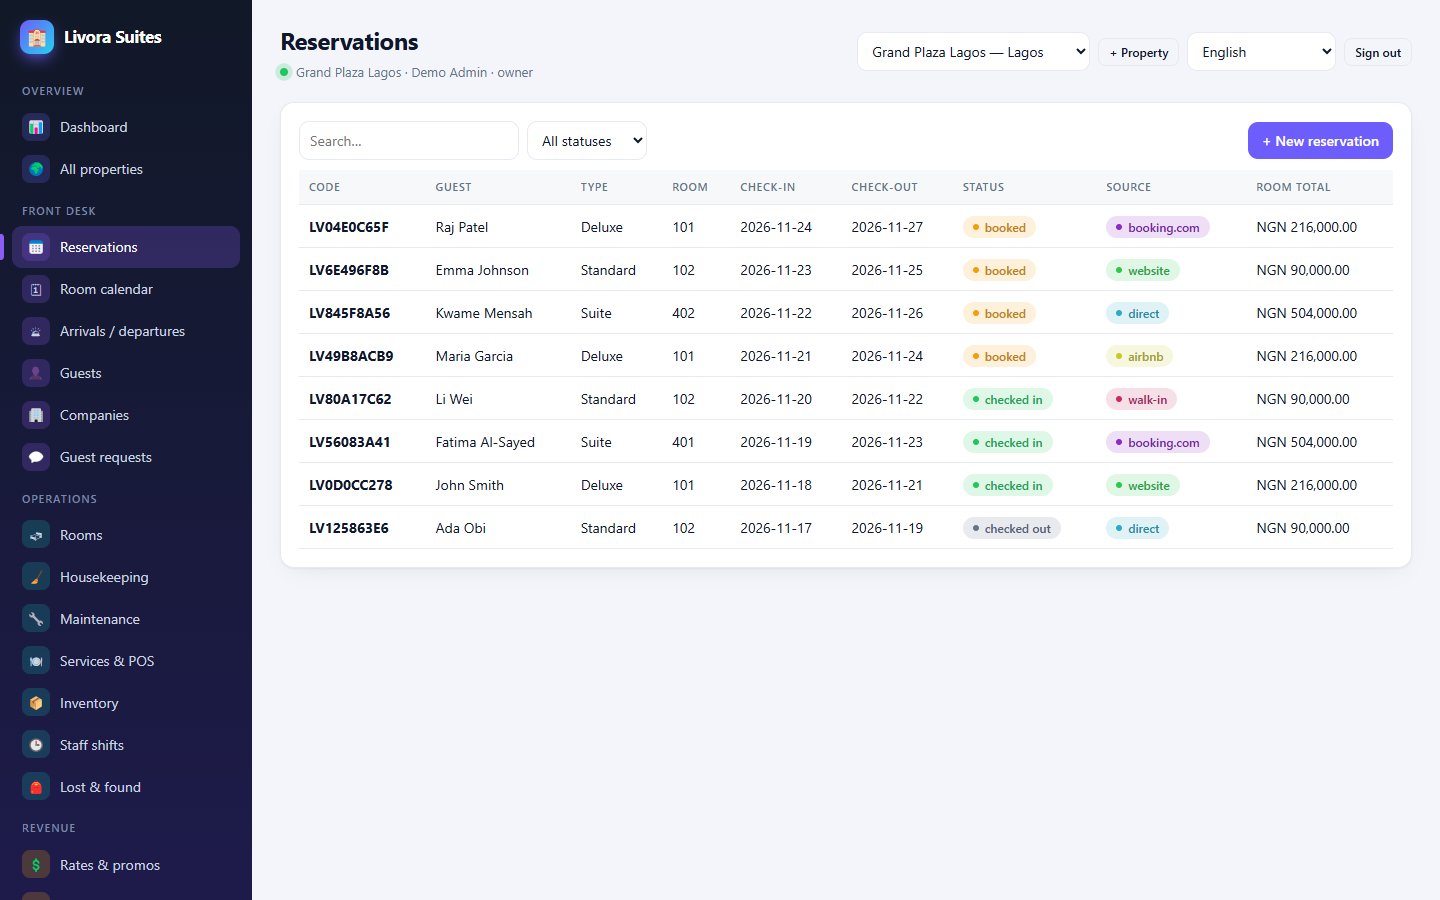 Livora Suites
OVERVIEW
Dashboard
All properties
FRONT DESK
Reservations
Room calendar
Arrivals / departures
Guests
Companies
Guest requests
OPERATIONS
Rooms
Housekeeping
Maintenance
Services & POS
Inventory
Staff shifts
Lost & found
REVENUE
Rates & promos
Reservations
Grand Plaza Lagos · Demo Admin · owner
Grand Plaza Lagos — Lagos
+ Property
English
Sign out
Search...
All statuses
+ New reservation
CODE GUEST TYPE ROOM CHECK-IN CHECK-OUT STATUS SOURCE ROOM TOTAL
LV04E0C65F Raj Patel Deluxe 101 2026-11-24 2026-11-27 booked booking.com NGN 216,000.00
LV6E496F8B Emma Johnson Standard 102 2026-11-23 2026-11-25 booked website NGN 90,000.00
LV845F8A56 Kwame Mensah Suite 402 2026-11-22 2026-11-26 booked direct NGN 504,000.00
LV49B8ACB9 Maria Garcia Deluxe 101 2026-11-21 2026-11-24 booked airbnb NGN 216,000.00
LV80A17C62 Li Wei Standard 102 2026-11-20 2026-11-22 checked in walk-in NGN 90,000.00
LV56083A41 Fatima Al-Sayed Suite 401 2026-11-19 2026-11-23 checked in booking.com NGN 504,000.00
LV0D0CC278 John Smith Deluxe 101 2026-11-18 2026-11-21 checked in website NGN 216,000.00
LV125863E6 Ada Obi Standard 102 2026-11-17 2026-11-19 checked out direct NGN 90,000.00